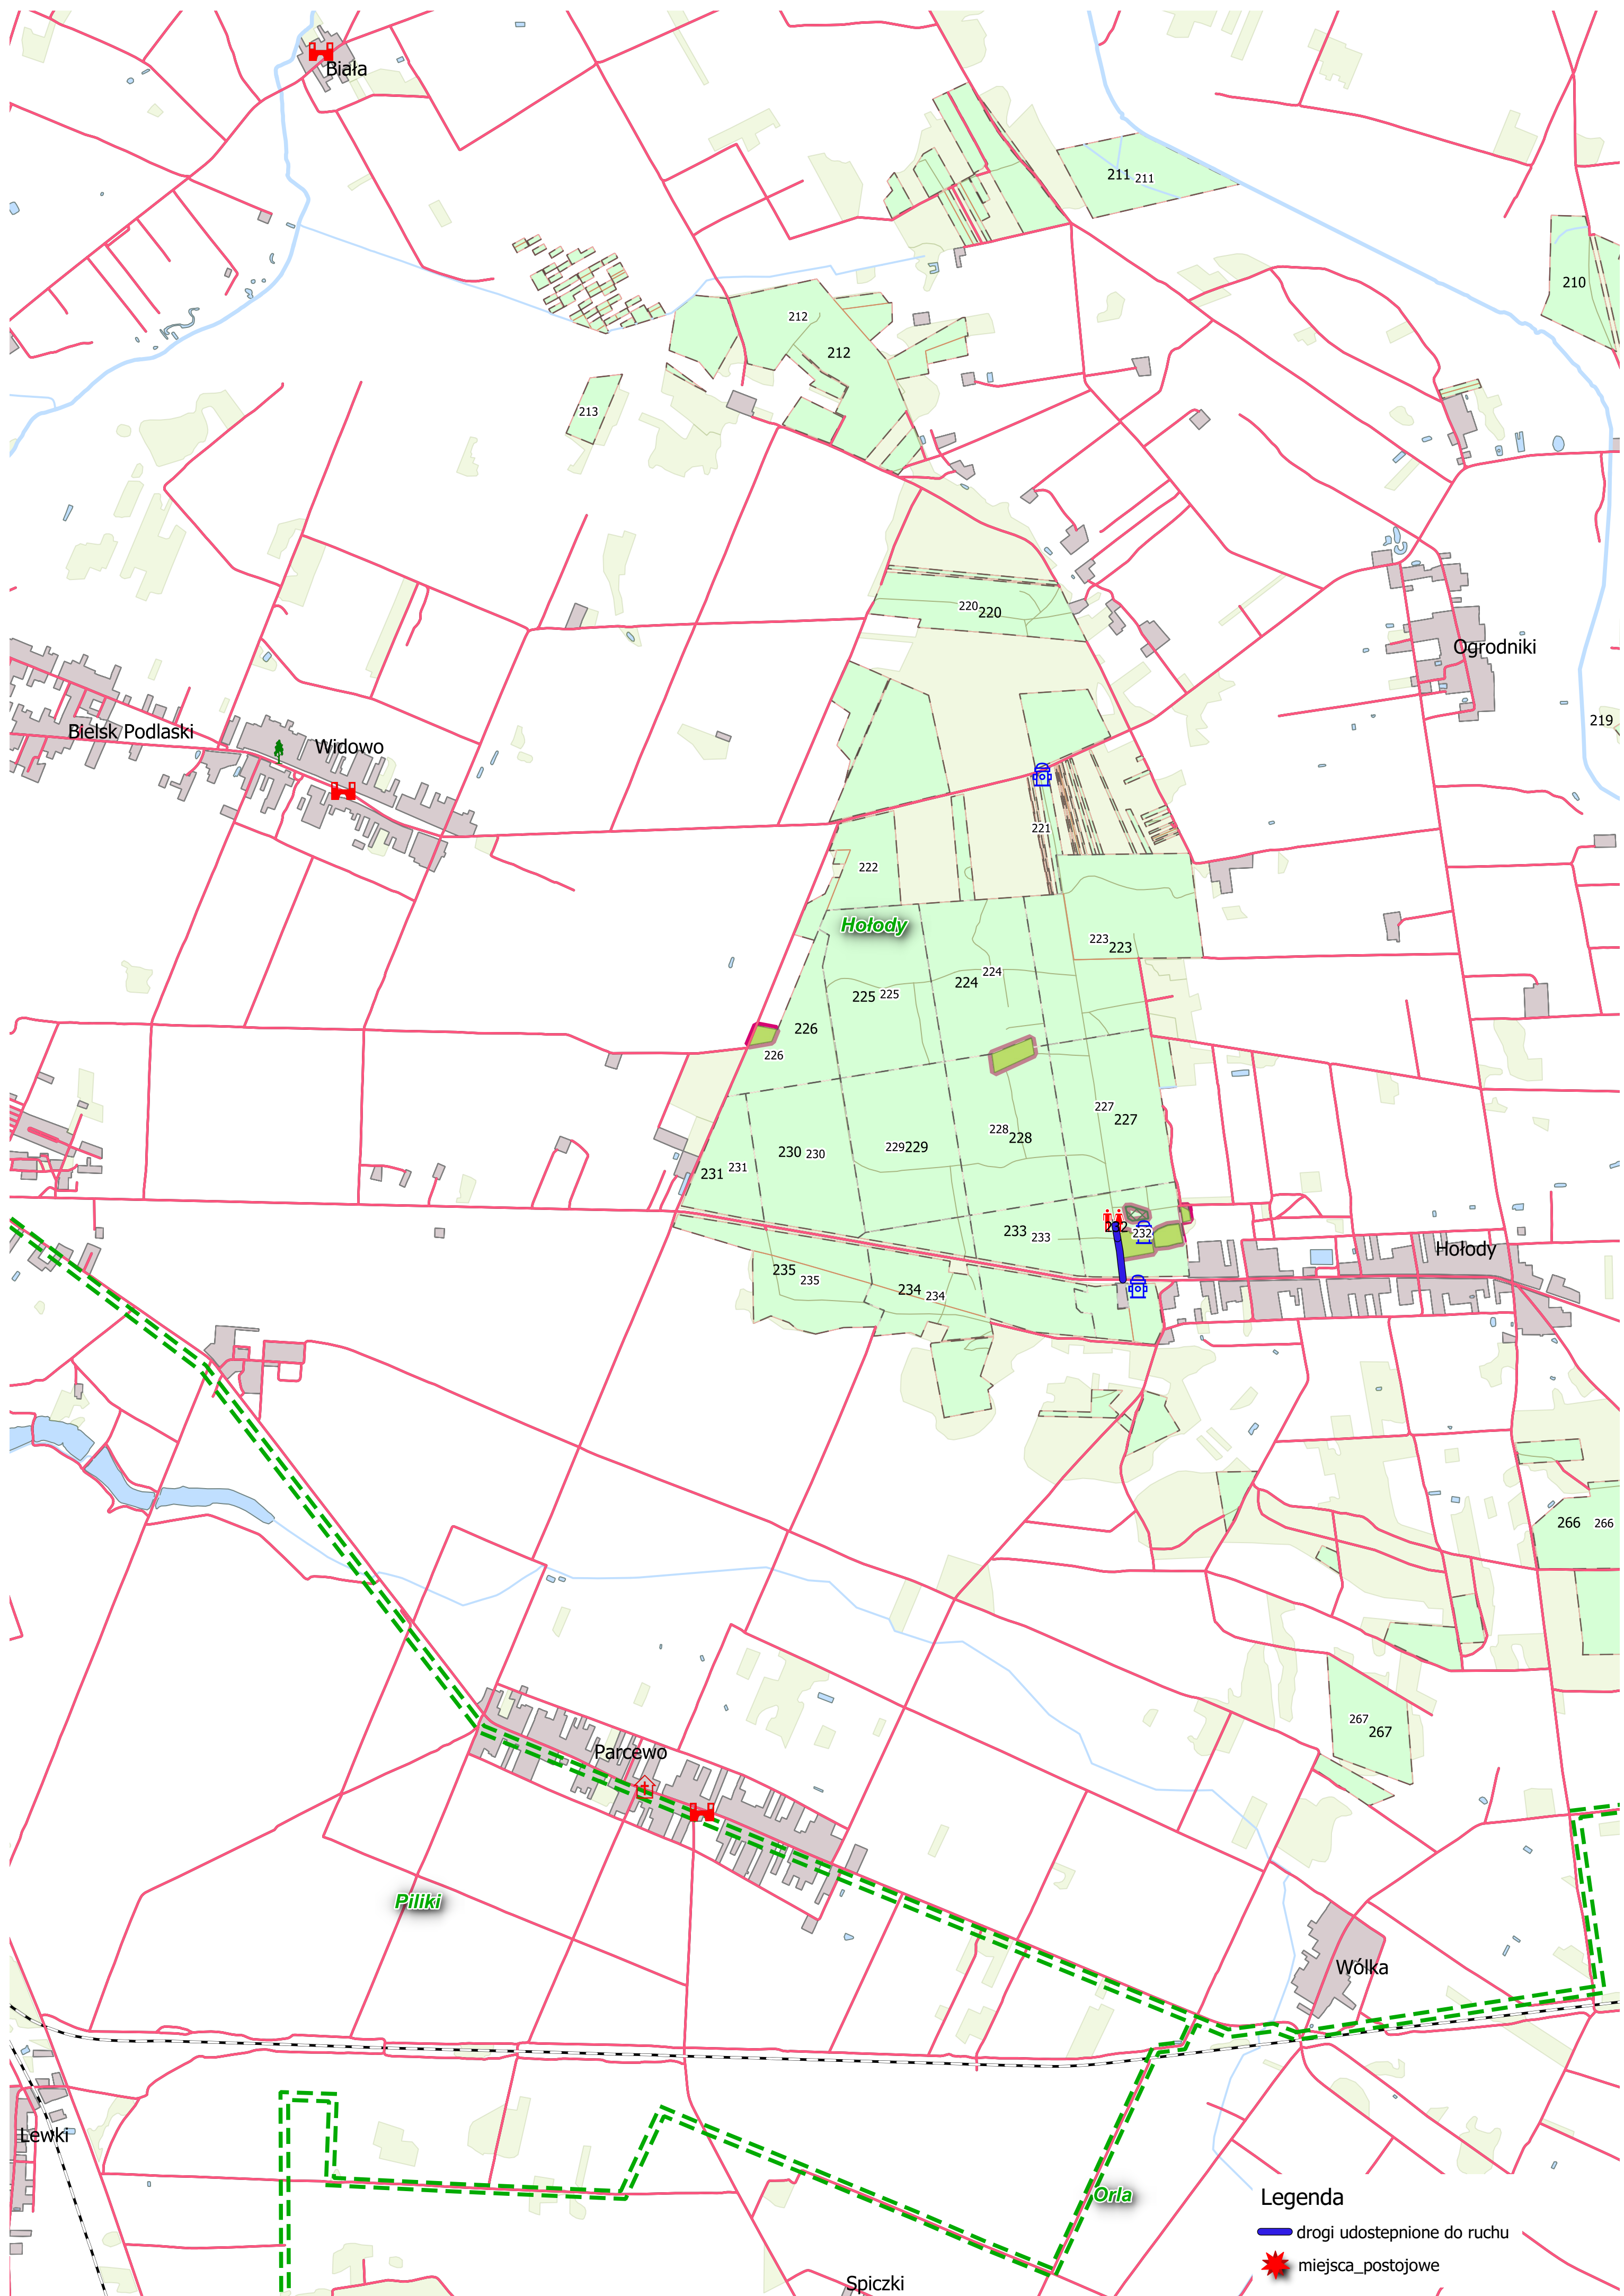 Biała
211 211
210
212
212
213
220 220
Ogrodniki
219
Bielsk Podlaski
Widowo
221
222
Hołody
223 223
224 224
225 225
226
226
227
227
228 228
229 229
230 230
231 231
232 232
233 233
Hołody
235
235
234 234
266 266
267 267
Parcewo
Piliki
Wólka
Lewki
Orla
Legenda
drogi udostepnione do ruchu
miejsca_postojowe
Spiczki